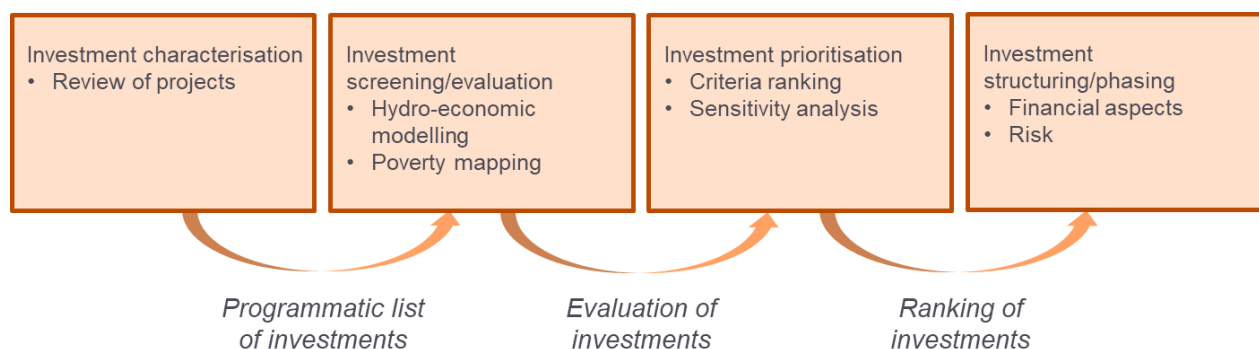 Investment characterisation
• Review of projects
Investment
screening/evaluation
• Hydro-economic
modelling
• Poverty mapping
Investment prioritisation
• Criteria ranking
• Sensitivity analysis
Investment
structuring/phasing
• Financial aspects
• Risk
Programmatic list
of investments
Evaluation of
investments
Ranking of
investments